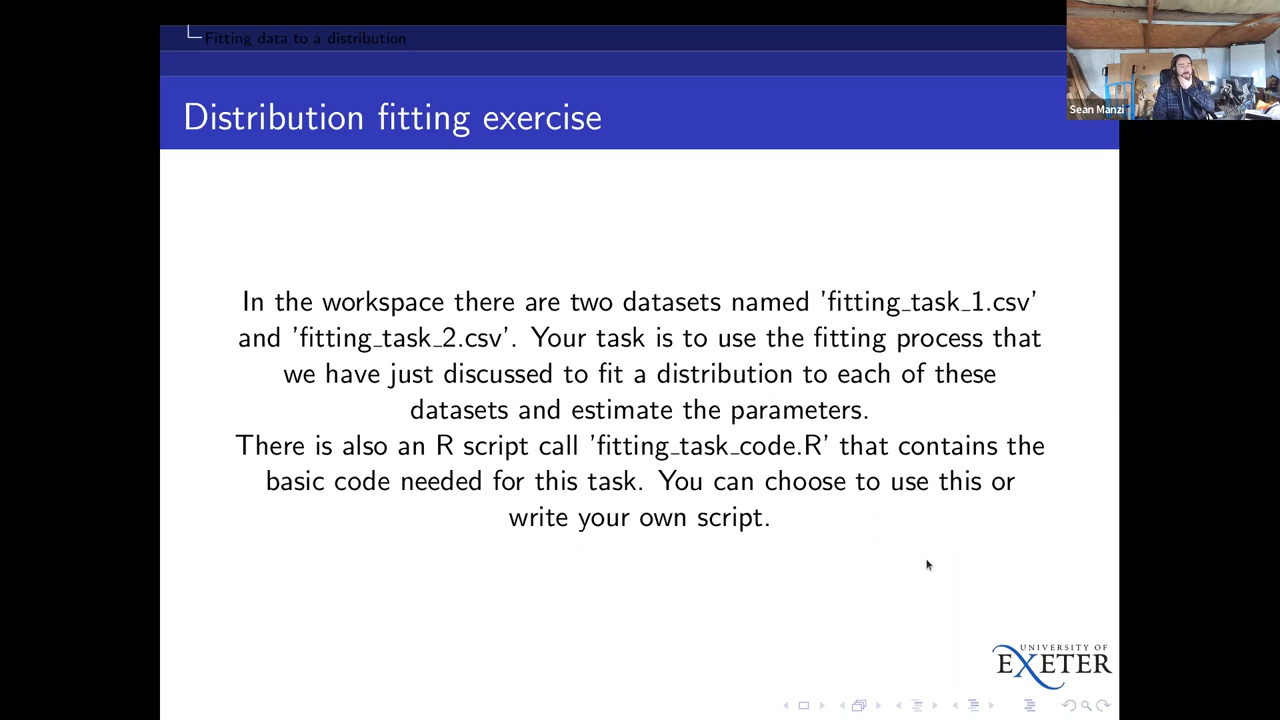 Fitting data to a distribution
Sean Manzi
Distribution fitting exercise
In the workspace there are two datasets named 'fitting_task_1.csv'
and 'fitting_task_2.csv'. Your task is to use the fitting process that
we have just discussed to fit a distribution to each of these
datasets and estimate the parameters.
There is also an R script call 'fitting_task_code.R' that contains the
basic code needed for this task. You can choose to use this or
write your own script.
UNIVERSITY OF
EXETER